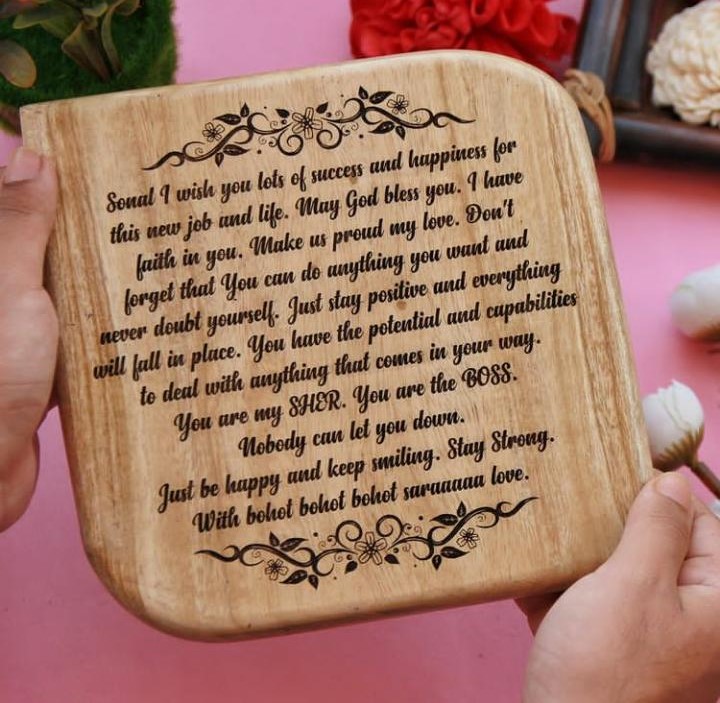 Sonal I wish you lots of success and happiness for
this new job and life. May God bless you. I have
faith in you. Make us proud my love. Don't
forget that You can do anything you want and
never doubt yourself. Just stay positive and everything
will fall in place. You have the potential and capabilities
to deal with anything that comes in your way.
You are my SHER. You are the BOSS.
Nobody can let you down.
Just be happy and keep smiling. Stay Strong.
With bohot bohot bohot saraaaaa love.